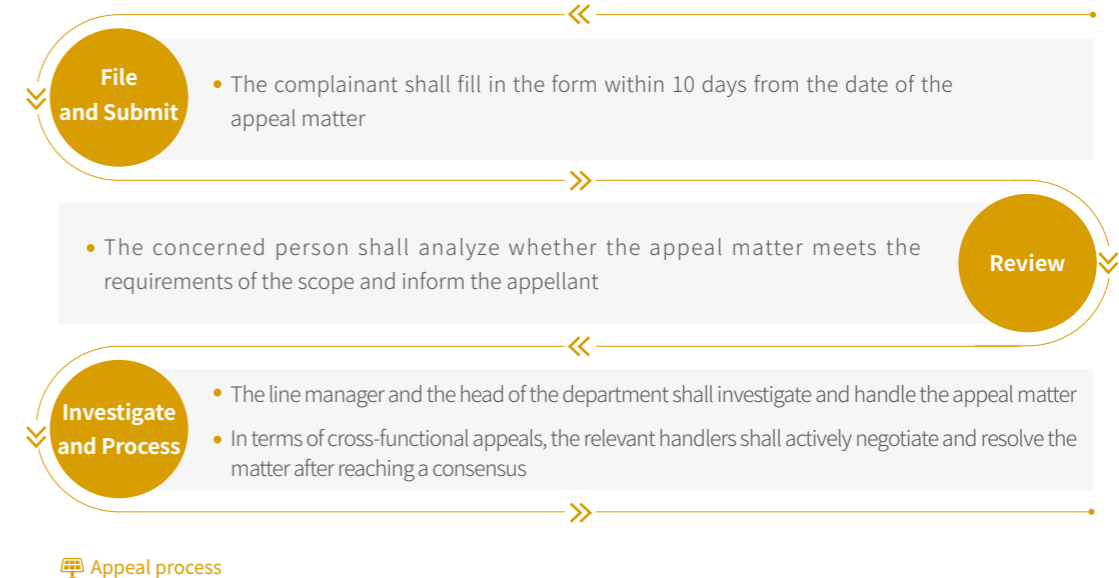 File
and Submit
• The complainant shall fill in the form within 10 days from the date of the
appeal matter
• The concerned person shall analyze whether the appeal matter meets the
requirements of the scope and inform the appellant
Review
Investigate
and Process
• The line manager and the head of the department shall investigate and handle the appeal matter
• In terms of cross-functional appeals, the relevant handlers shall actively negotiate and resolve the
matter after reaching a consensus
Appeal process